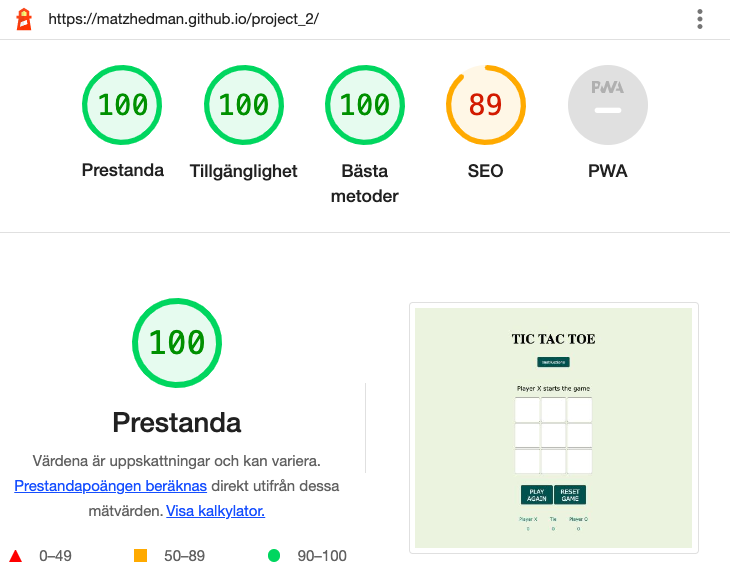 https://matzhedman.github.io/project_2/
100
100
100
89
PWA
Prestanda
Tillgänglighet
Bästa
metoder
SEO
PWA
100
Prestanda
Värdena är uppskattningar och kan variera.
Prestandapoängen beräknas direkt utifrån dessa
mätvärden. Visa kalkylator.
0–49
50–89
90–100
TIC TAC TOE
Instructions
Player X starts the game
PLAY
AGAIN
RESET
GAME
Player X
Tie
Player O
0
0
0